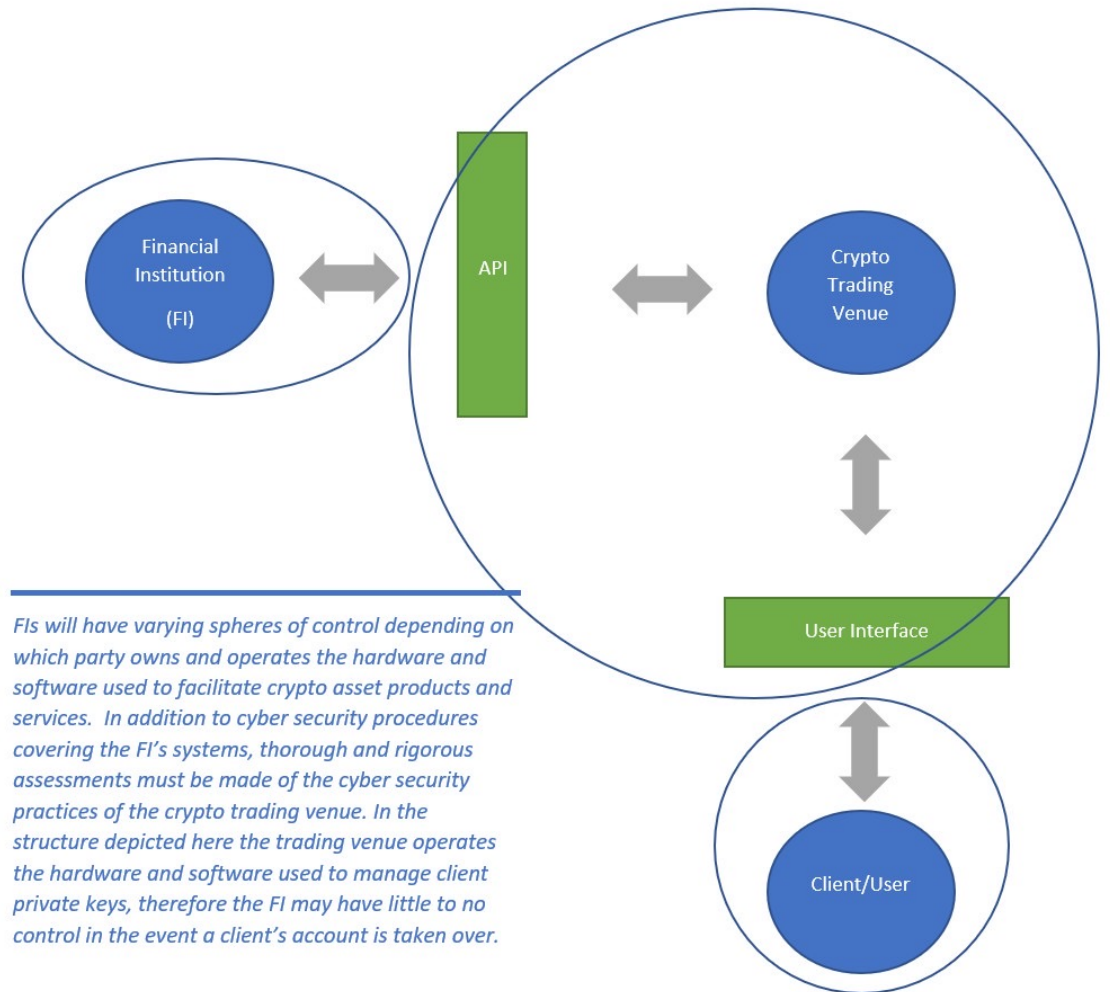 Financial
Institution
(FI)
API
Crypto
Trading
Venue
User Interface
Client/User
FIs will have varying spheres of control depending on
which party owns and operates the hardware and
software used to facilitate crypto asset products and
services.  In addition to cyber security procedures
covering the FI's systems, thorough and rigorous
assessments must be made of the cyber security
practices of the crypto trading venue. In the
structure depicted here the trading venue operates
the hardware and software used to manage client
private keys, therefore the FI may have little to no
control in the event a client's account is taken over.